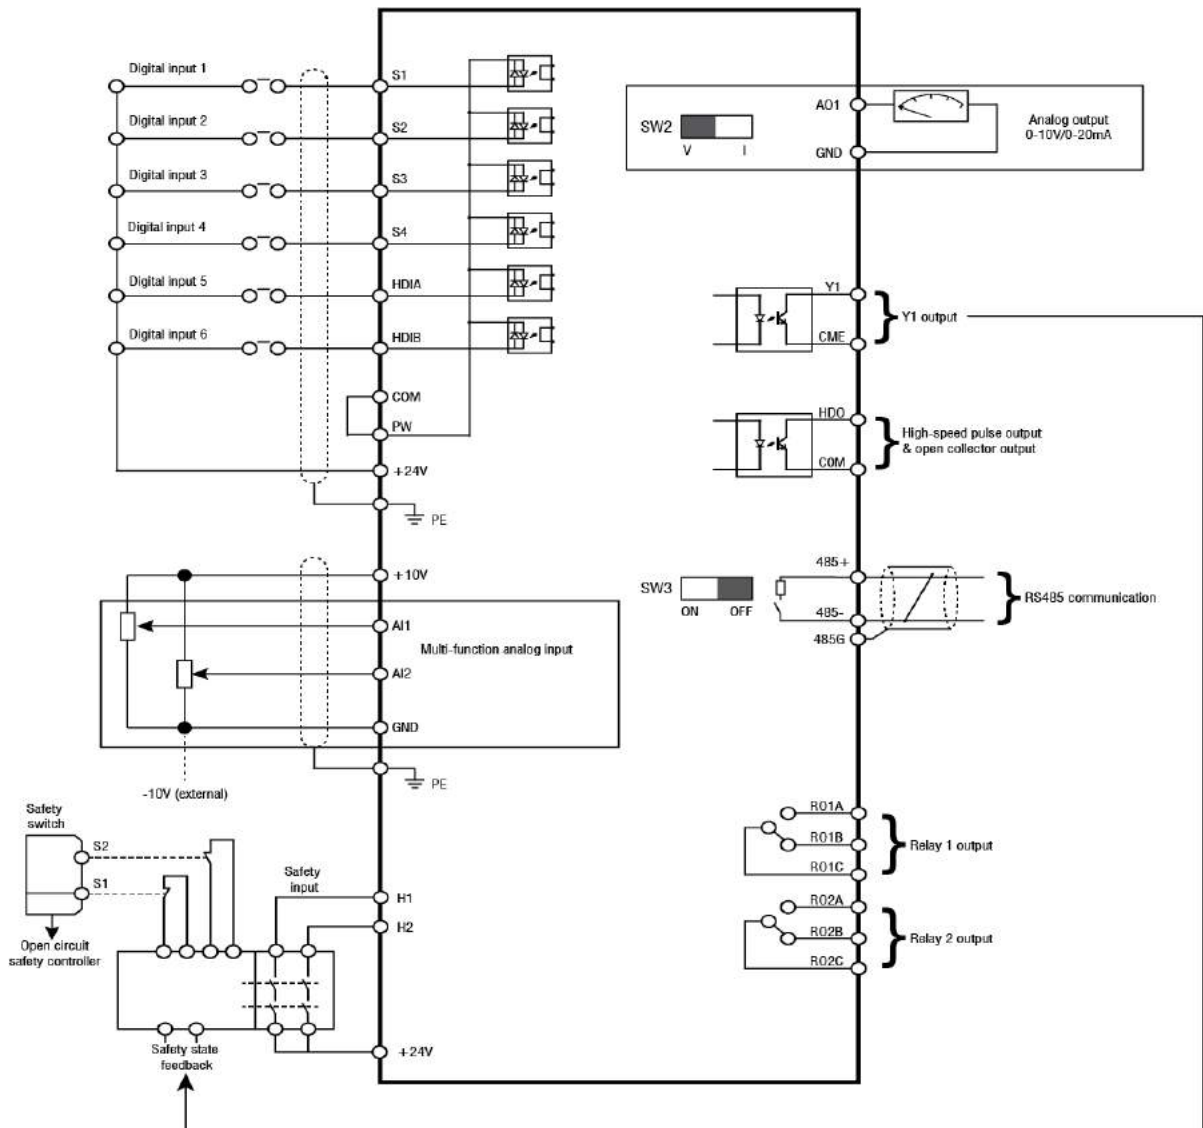 Digital input 1
S1
Digital input 2
S2
Digital input 3
S3
Digital input 4
S4
Digital input 5
HDIA
Digital input 6
HDIB
COM
PW
+24V
PE
+10V
AI1
Multi-function analog input
AI2
GND
PE
-10V (external)
Safety
switch
S2
S1
Open circuit
safety controller
Safety
input
H1
H2
Safety state
feedback
+24V
SW2
V I
AO1
GND
Analog output
0-10V/0-20mA
Y1
CME
Y1 output
HDO
COM
High-speed pulse output
& open collector output
SW3
ON OFF
485+
485-
485G
RS485 communication
RO1A
RO1B
RO1C
Relay 1 output
RO2A
RO2B
RO2C
Relay 2 output